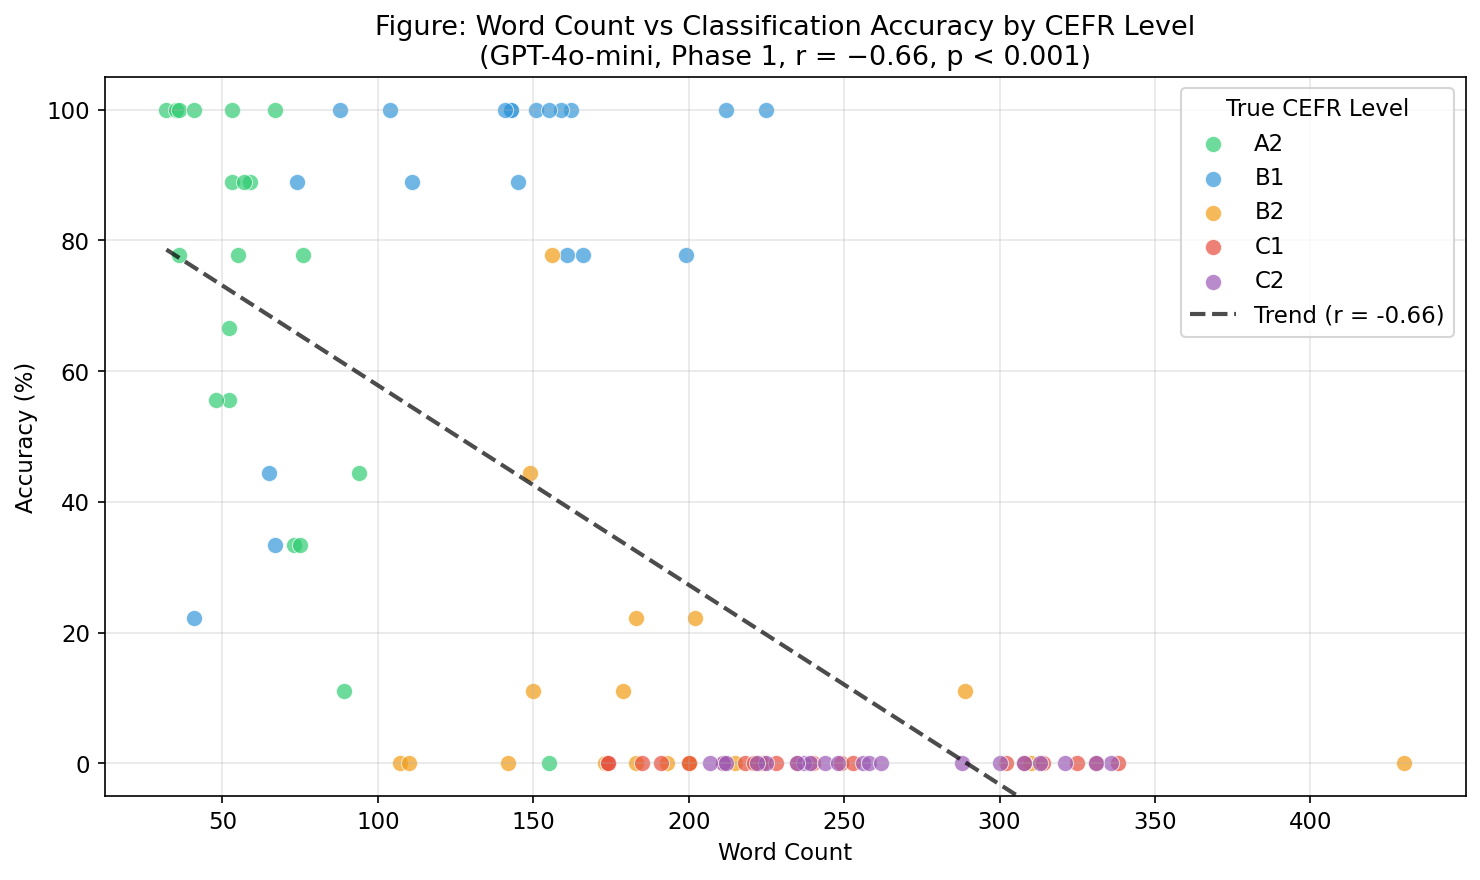 Figure: Word Count vs Classification Accuracy by CEFR Level
(GPT-4o-mini, Phase 1, r = −0.66, p < 0.001)
100
80
60
40
20
0
Accuracy (%)
True CEFR Level
A2
B1
B2
C1
C2
Trend (r = -0.66)
50
100
150
200
250
300
350
400
Word Count